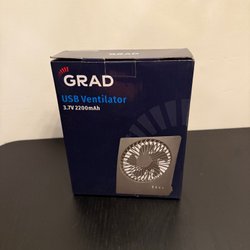 GRAD
USB Ventilator
3.7V 2200mAh
GRAD